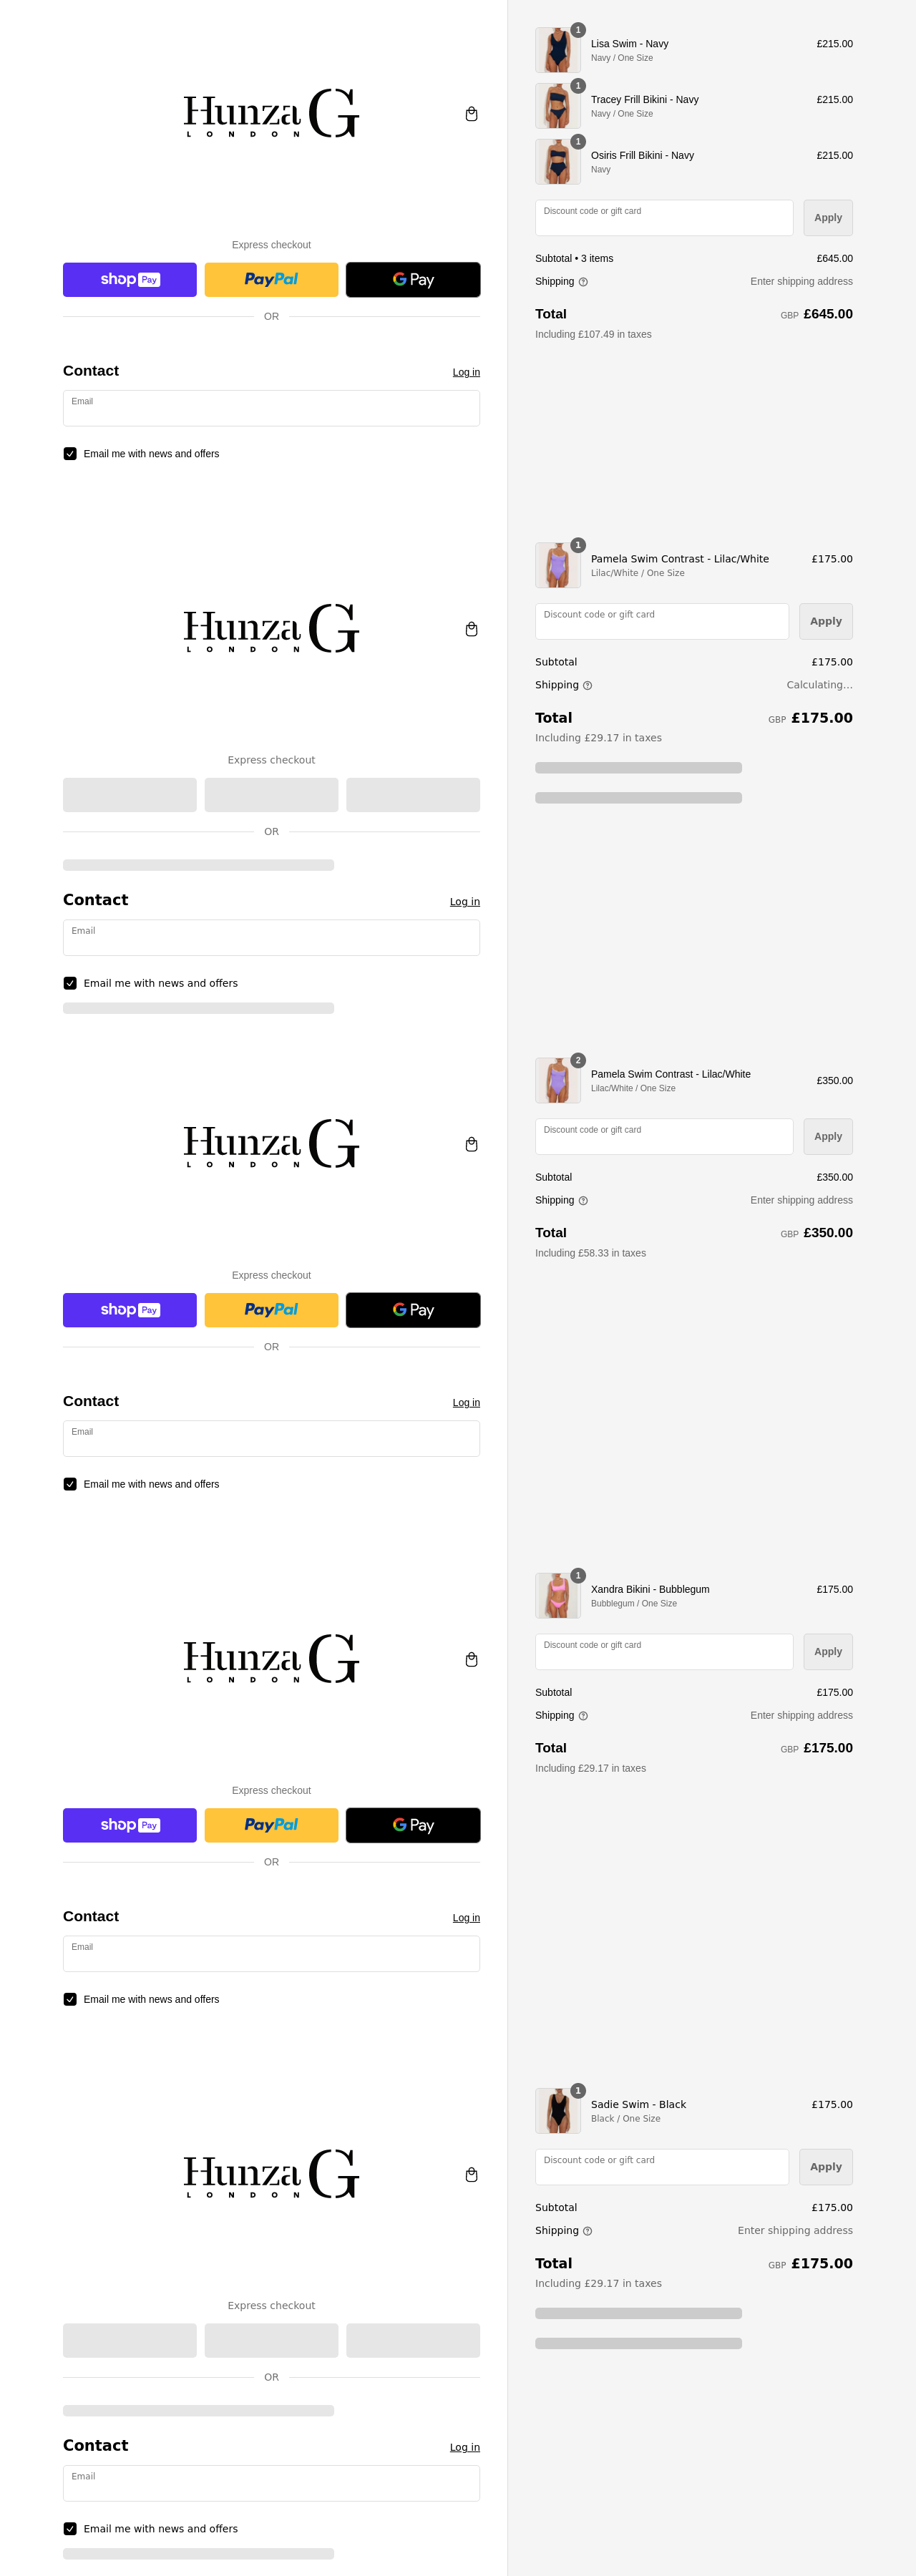 Hunza G
LONDON
Express checkout
shop Pay
PayPal
G Pay
OR
Contact
Log in
Email
Email me with news and offers
1
Lisa Swim - Navy
£215.00
Navy / One Size
1
Tracey Frill Bikini - Navy
£215.00
Navy / One Size
1
Osiris Frill Bikini - Navy
£215.00
Navy
Discount code or gift card
Apply
Subtotal • 3 items
£645.00
Shipping
Enter shipping address
Total
GBP £645.00
Including £107.49 in taxes
Hunza G
LONDON
Express checkout
OR
Contact
Log in
Email
Email me with news and offers
1
Pamela Swim Contrast - Lilac/White
£175.00
Lilac/White / One Size
Discount code or gift card
Apply
Subtotal
£175.00
Shipping
Calculating...
Total
GBP £175.00
Including £29.17 in taxes
Hunza G
LONDON
Express checkout
shop Pay
PayPal
G Pay
OR
Contact
Log in
Email
Email me with news and offers
2
Pamela Swim Contrast - Lilac/White
£350.00
Lilac/White / One Size
Discount code or gift card
Apply
Subtotal
£350.00
Shipping
Enter shipping address
Total
GBP £350.00
Including £58.33 in taxes
Hunza G
LONDON
Express checkout
shop Pay
PayPal
G Pay
OR
Contact
Log in
Email
Email me with news and offers
1
Xandra Bikini - Bubblegum
£175.00
Bubblegum / One Size
Discount code or gift card
Apply
Subtotal
£175.00
Shipping
Enter shipping address
Total
GBP £175.00
Including £29.17 in taxes
Hunza G
LONDON
Express checkout
OR
Contact
Log in
Email
Email me with news and offers
1
Sadie Swim - Black
£175.00
Black / One Size
Discount code or gift card
Apply
Subtotal
£175.00
Shipping
Enter shipping address
Total
GBP £175.00
Including £29.17 in taxes